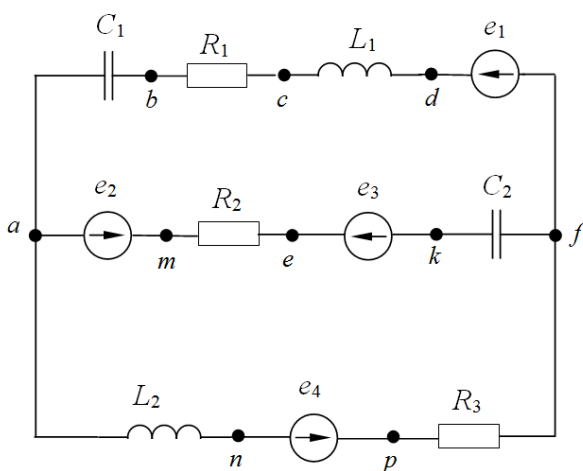 C₁ R₁ L₁ e₁
b c d
e₂ R₂ e₃ C₂
a f
m e k
L₂ e₄ R₃
n p